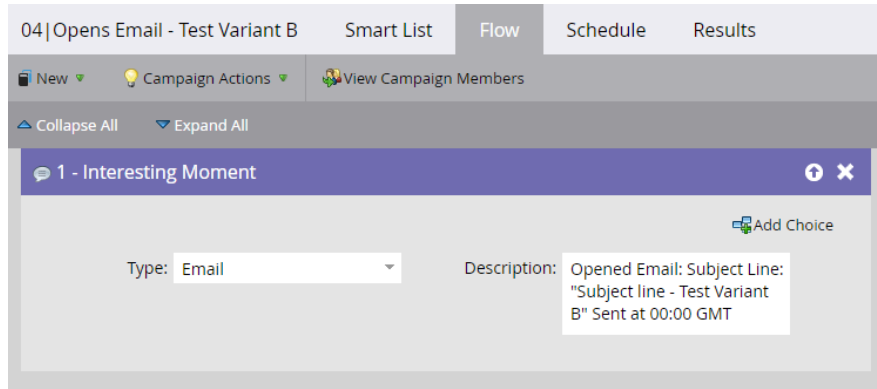 04|Opens Email - Test Variant B Smart List Flow Schedule Results
New Campaign Actions View Campaign Members
Collapse All Expand All
1 - Interesting Moment
Add Choice
Type: Email Description: Opened Email: Subject Line:
"Subject line - Test Variant
B" Sent at 00:00 GMT